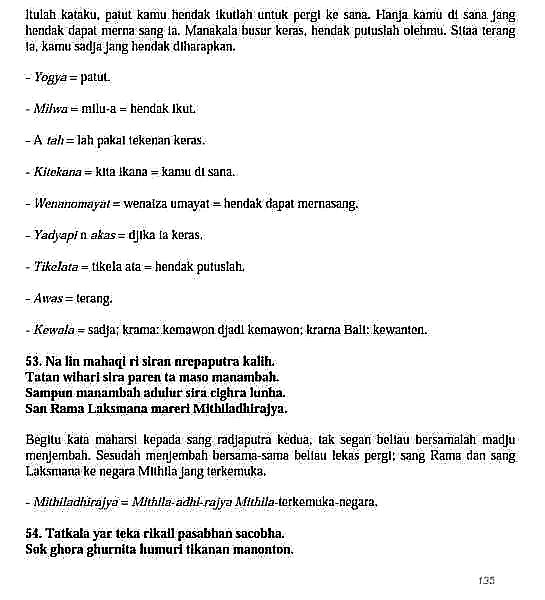 Itulah kataku, patut kamu hendak ikutlah untuk pergi ke sana. Hanja kamu di sana jang
hendak dapat merna sang ia. Manakala busur keras, hendak putuslah olehmu. Sitaa terang
ia, kamu sadja jang hendak diharapkan.
- Yogya = patut.
- Milwa = milu-a = hendak ikut.
- A tah = lah pakai tekenan keras.
- Kitekana = kita ikana = kamu di sana.
- Wenanomayat = wenaiza umayat = hendak dapat mernasang.
- Yadyapi n akas = djika ia keras.
- Tikelata = tikela ata = hendak putuslah.
- Awas = terang.
- Kewala = sadja; krama: kemawon djadi kemawon; krarna Bali: kewanten.
53. Na lin mahaqi ri siran nrepaputra kalih.
Tatan wihari sira paren ta maso manambah.
Sampun manambah adulur sira cighra lunha.
San Rama Laksmana mareri Mithiladhirajya.
Begitu kata maharsi kepada sang radjaputra kedua, tak segan beliau bersamalah madju
menjembah. Sesudah menjembah bersama-sama beliau lekas pergi; sang Rama dan sang
Laksmana ke negara Mithila jang terkemuka.
- Mithiladhirajya = Mithila-adhi-rajya Mithila-terkemuka-negara.
54. Tatkala yar teka rikail pasabhan sacobha.
Sok ghora ghurnita humuri tikanan manonton.
135